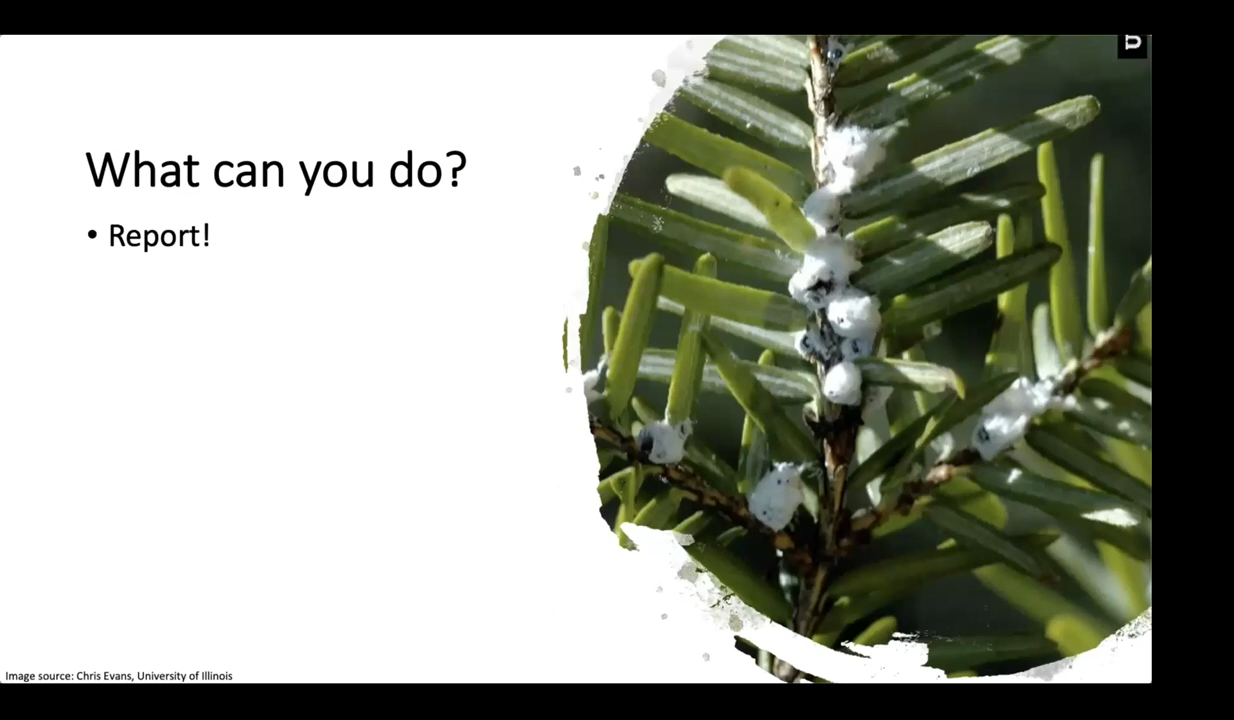 What can you do?
• Report!
Image source: Chris Evans, University of Illinois